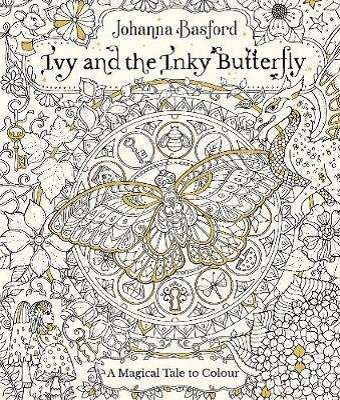 Johanna Basford
Ivy and the Inky Butterfly
A Magical Tale to Colour